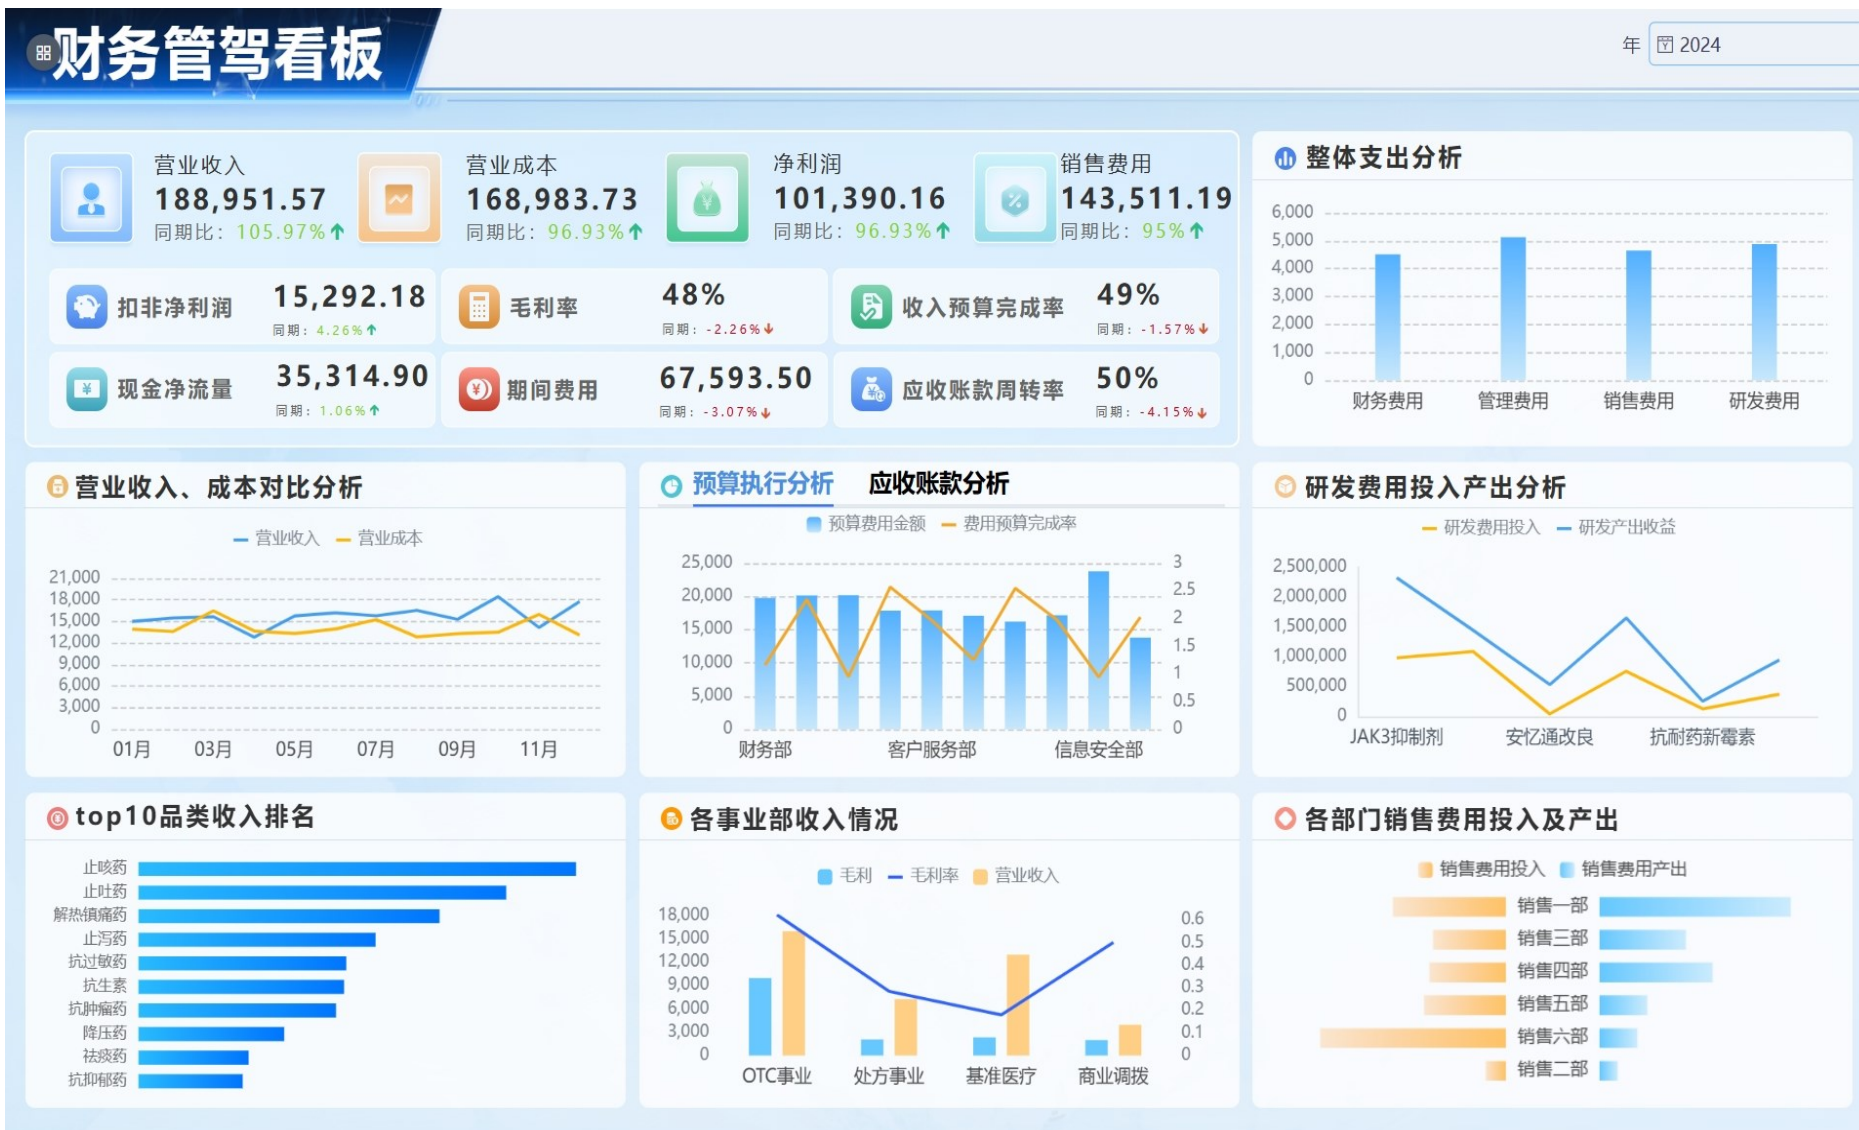 财务管驾看板
年 2024
营业收入
188,951.57
同期比：105.97%
营业成本
168,983.73
同期比：96.93%
净利润
101,390.16
同期比：96.93%
销售费用
143,511.19
同期比：95%
扣非净利润
15,292.18
同期：4.26%
毛利率
48%
同期：-2.26%
收入预算完成率
49%
同期：-1.57%
现金净流量
35,314.90
同期：1.06%
期间费用
67,593.50
同期：-3.07%
应收账款周转率
50%
同期：-4.15%
整体支出分析
6,000
5,000
4,000
3,000
2,000
1,000
0
财务费用 管理费用 销售费用 研发费用
营业收入、成本对比分析
营业收入 营业成本
21,000
18,000
15,000
12,000
9,000
6,000
3,000
0
01月 03月 05月 07月 09月 11月
预算执行分析 应收账款分析
预算费用金额 费用预算完成率
25,000 3
20,000 2.5
15,000 2
10,000 1.5
5,000 1
0 0.5
0
财务部 客户服务部 信息安全部
研发费用投入产出分析
研发费用投入 研发产出收益
2,500,000
2,000,000
1,500,000
1,000,000
500,000
0
JAK3抑制剂 安忆通改良 抗耐药新霉素
top10品类收入排名
止咳药
止吐药
解热镇痛药
止泻药
抗过敏药
抗生素
抗肿瘤药
降压药
祛痰药
抗抑郁药
各事业部收入情况
毛利 毛利率 营业收入
18,000 0.6
15,000 0.5
12,000 0.4
9,000 0.3
6,000 0.2
3,000 0.1
0 0
OTC事业 处方事业 基准医疗 商业调拨
各部门销售费用投入及产出
销售费用投入 销售费用产出
销售一部
销售三部
销售四部
销售五部
销售六部
销售二部